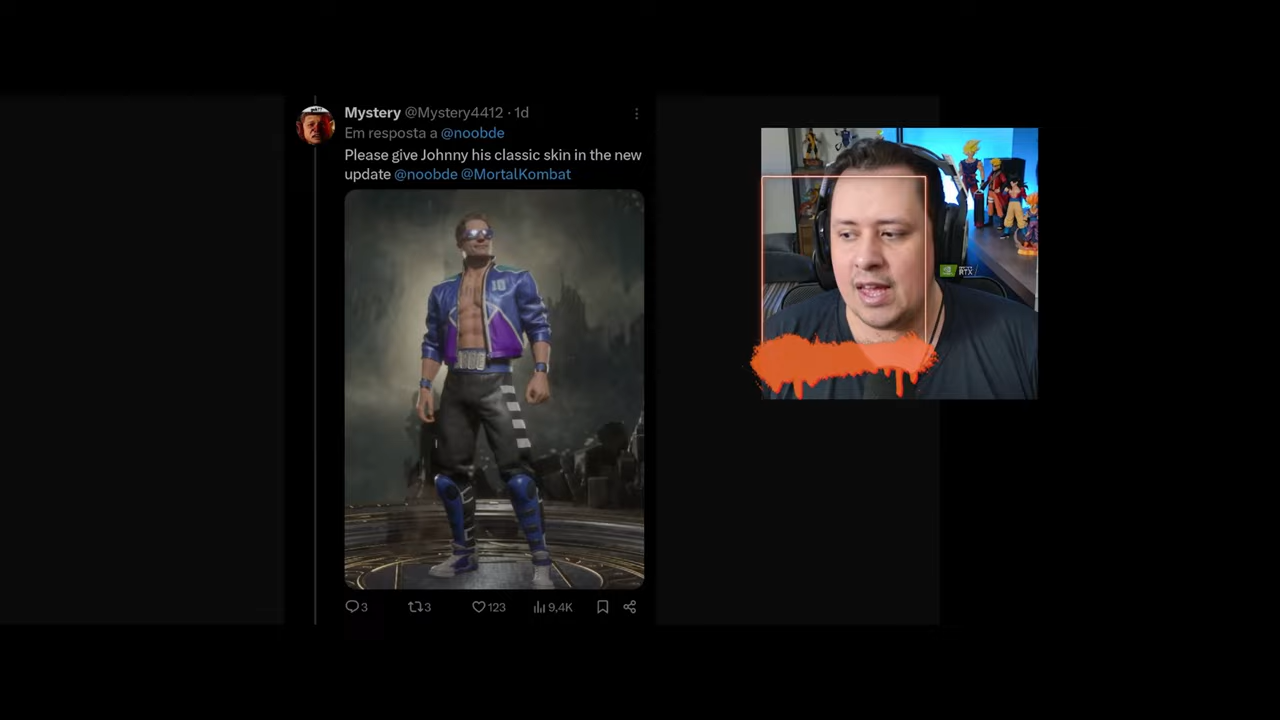 Mystery @Mystery4412 · 1d
Em resposta a @noobde
Please give Johnny his classic skin in the new
update @noobde @MortalKombat
3 3 123 9,4K
RTX